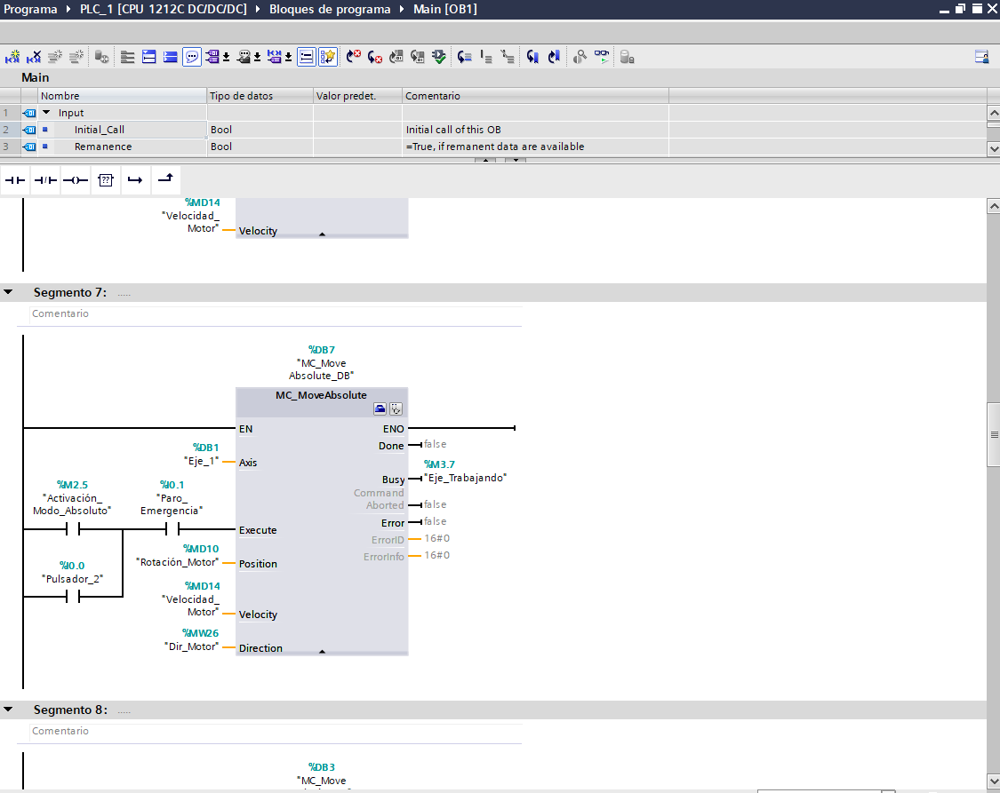 Programa ▸ PLC_1 [CPU 1212C DC/DC/DC] ▸ Bloques de programa ▸ Main [OB1]
Main
Nombre Tipo de datos Valor predet. Comentario
1 Input
2 Initial_Call Bool Initial call of this OB
3 Remanence Bool =True, if remanent data are available
??
%MD14
"Velocidad_
Motor"
Velocity
Segmento 7: .....
Comentario
%DB7
"MC_Move
Absolute_DB"
MC_MoveAbsolute
EN ENO
Done false
%DB1
"Eje_1" Axis
%M3.7
Busy "Eje_Trabajando"
Command
Aborted false
Error false
ErrorID 16#0
ErrorInfo 16#0
%M2.5
"Activación_
Modo_Absoluto"
%I0.1
"Paro_
Emergencia"
Execute
%I0.0
"Pulsador_2"
%MD10
"Rotación_Motor" Position
%MD14
"Velocidad_
Motor" Velocity
%MW26
"Dir_Motor" Direction
Segmento 8: .....
Comentario
%DB3
"MC_Move